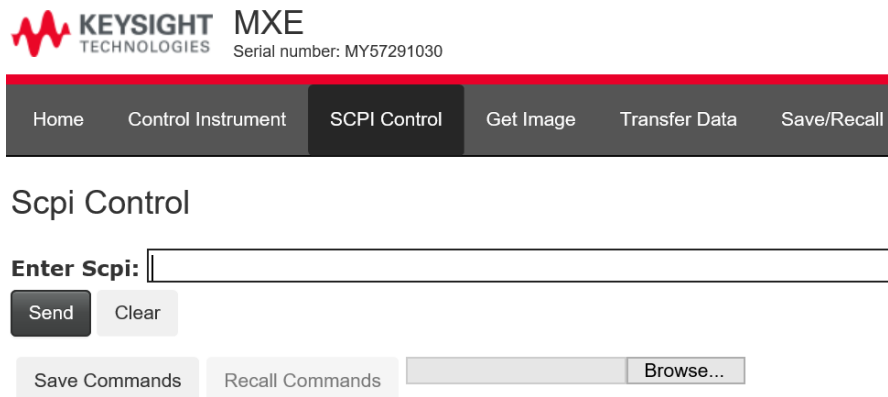 KEYSIGHT
TECHNOLOGIES
MXE
Serial number: MY57291030
Home Control Instrument SCPI Control Get Image Transfer Data Save/Recall
Scpi Control
Enter Scpi:
Send Clear
Save Commands Recall Commands Browse...